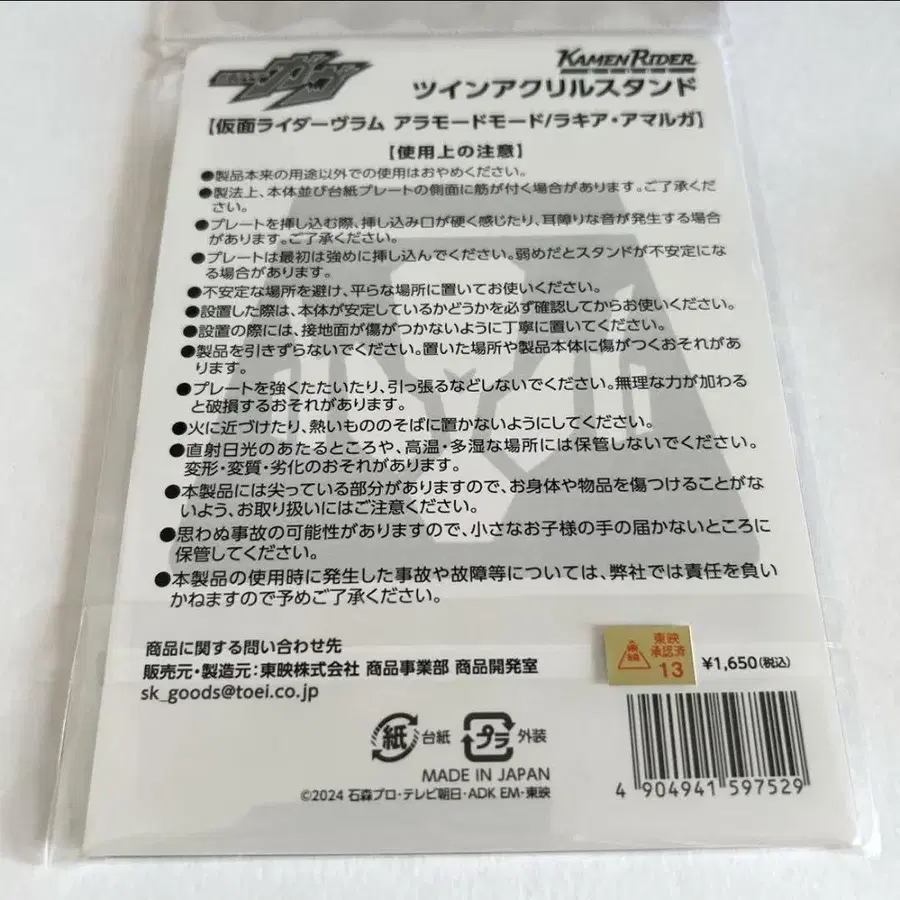 仮面ライダーガヴ
KAMEN RIDER
ツインアクリルスタンド
【仮面ライダーヴラム アラモードモード/ラキア・アマルガ】
【使用上の注意】
●製品本来の用途以外での使用はおやめください。
●製法上、本体並び台紙プレートの側面に筋が付く場合があります。ご了承くだ
さい。
●プレートを挿し込む際、挿し込み口が硬く感じたり、耳障りな音が発生する場合
があります。ご了承ください。
●プレートは最初は強めに挿し込んでください。弱めだとスタンドが不安定にな
る場合があります。
●不安定な場所を避け、平らな場所に置いてお使いください。
●設置した際は、本体が安定しているかどうかを必ず確認してからお使いください。
●設置の際には、接地面が傷がつかないように丁寧に置いてください。
●製品を引きずらないでください。置いた場所や製品本体に傷がつくおそれがあ
ります。
●プレートを強くたたいたり、引っ張るなどしないでください。無理な力が加わる
と破損するおそれがあります。
●火に近づけたり、熱いもののそばに置かないようにしてください。
●直射日光のあたるところや、高温・多湿な場所には保管しないでください。
変形・変質・劣化のおそれがあります。
●本製品には尖っている部分がありますので、お身体や物品を傷つけることがな
いよう、お取り扱いにはご注意ください。
●思わぬ事故の可能性がありますので、小さなお子様の手の届かないところに
保管してください。
●本製品の使用時に発生した事故や故障等については、弊社では責任を負い
かねますので予めご了承ください。
商品に関する問い合わせ先
販売元・製造元：東映株式会社 商品事業部 商品開発室
sk_goods@toei.co.jp
東映
承認済
13
¥1,650(税込)
紙 台紙 プラ 外装
MADE IN JAPAN
©2024 石森プロ・テレビ朝日・ADK EM・東映
4 904941 597529